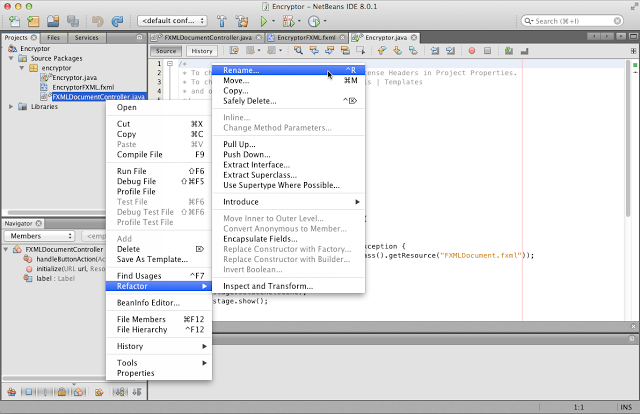 Encryptor - NetBeans IDE 8.0.1
<default conf...
Search (⌘+I)
Projects
Files
Services
FXMLDocumentController.java
EncryptorFXML.fxml
Encryptor.java
Source
History
Encryptor
Source Packages
encryptor
Encryptor.java
EncryptorFXML.fxml
FXMLDocumentController.java
Libraries
1 /*
* To ch
ense Headers in Project Properties.
* To ch
s | Templates
* and o
Open
Cut ⌘X
Copy ⌘C
Paste ⌘V
Compile File F9
Run File ⇧F6
Debug File ⇧⌘F5
Profile File
Test File ⌘F6
Debug Test File ⇧⌘F6
Profile Test File
Add
Delete ⌦
Save As Template...
Find Usages ^F7
Refactor
BeanInfo Editor...
File Members ⌘F12
File Hierarchy ^F12
History
Tools
Properties
Rename... ^R
Move... ⌘M
Copy...
Safely Delete... ^⌦
Inline...
Change Method Parameters...
Pull Up...
Push Down...
Extract Interface...
Extract Superclass...
Use Supertype Where Possible...
Introduce
Move Inner to Outer Level...
Convert Anonymous to Member...
Encapsulate Fields...
Replace Constructor with Factory...
Replace Constructor with Builder...
Invert Boolean...
Inspect and Transform...
{
ception {
ass().getResource("FXMLDocument.fxml"));
stage.show();
Navigator
Members
<empt
FXMLDocumentController
handleButtonAction(Ac
initialize(URL url, Reso
label : Label
1:1
INS